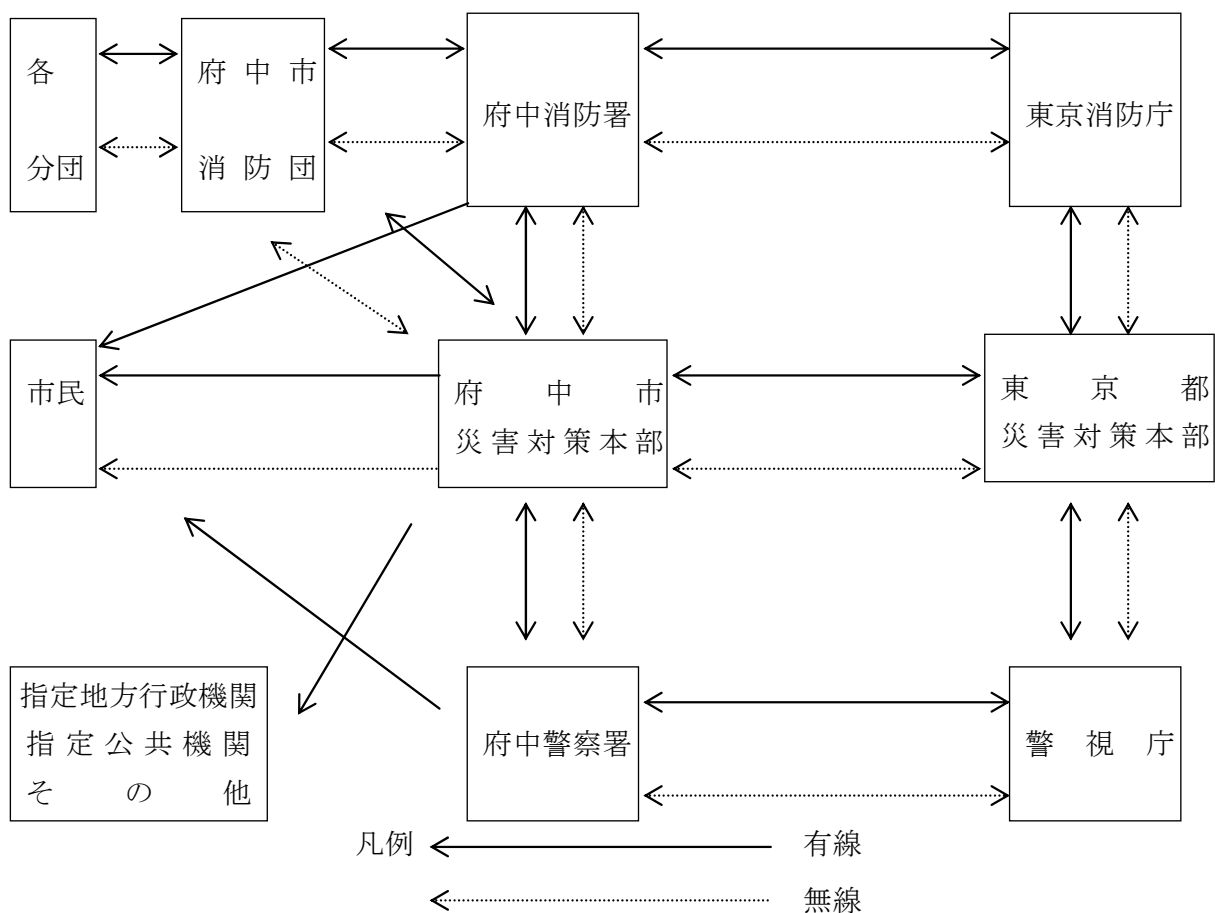 各
分団
府中市
消防団
府中消防署
東京消防庁
市民
府中市
災害対策本部
東京都
災害対策本部
指定地方行政機関
指定公共機関
その他
府中警察署
警視庁
凡例
有線
無線